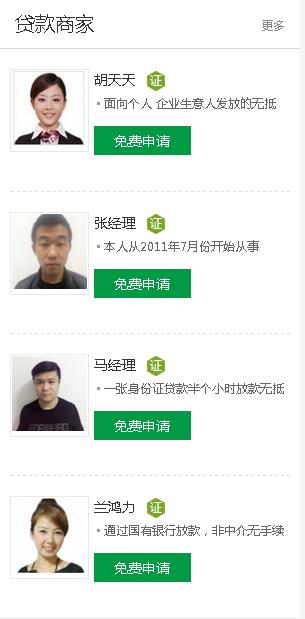 贷款商家
更多
胡天天 证
面向个人 企业生意人发放的无抵
免费申请
张经理 证
本人从2011年7月份开始从事
免费申请
马经理 证
一张身份证贷款半个小时放款无抵
免费申请
兰鸿力 证
通过国有银行放款，非中介无手续
免费申请